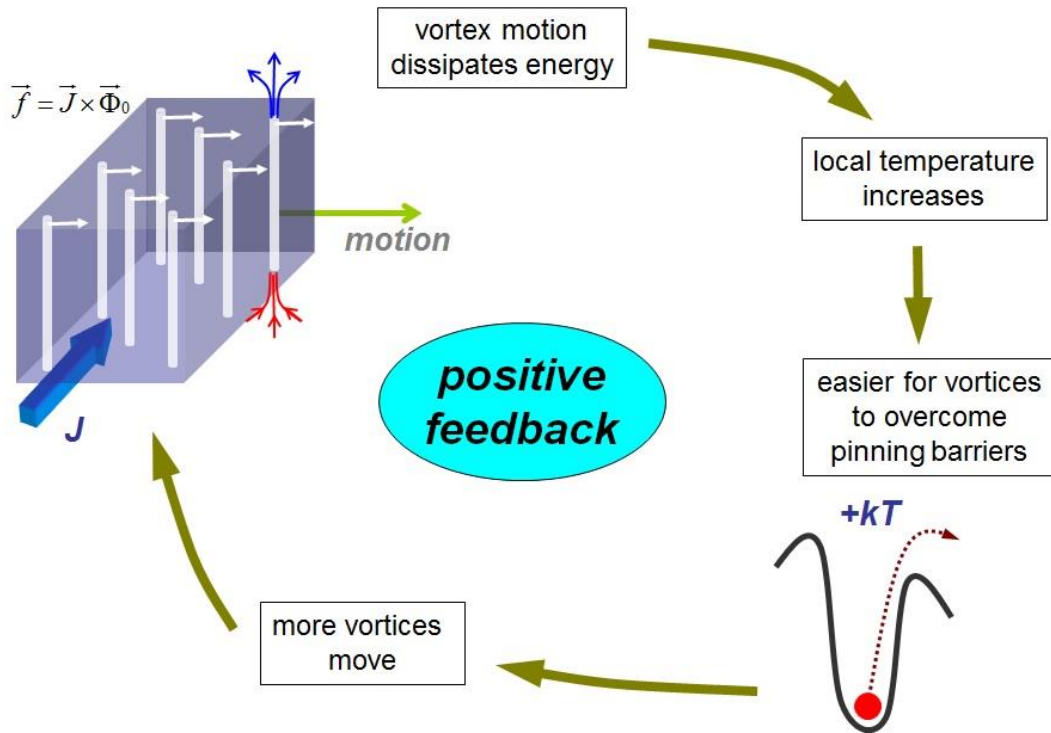 vortex motion
dissipates energy
f⃗ = J⃗ × Φ⃗₀
local temperature
increases
motion
positive
feedback
easier for vortices
to overcome
pinning barriers
J
+kT
more vortices
move